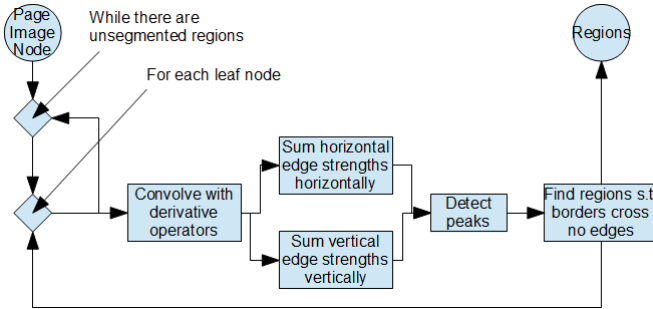 Page
Image
Node
While there are
unsegmented regions
For each leaf node
Regions
Convolve with
derivative
operators
Sum horizontal
edge strengths
horizontally
Sum vertical
edge strengths
vertically
Detect
peaks
Find regions s.t
borders cross
no edges